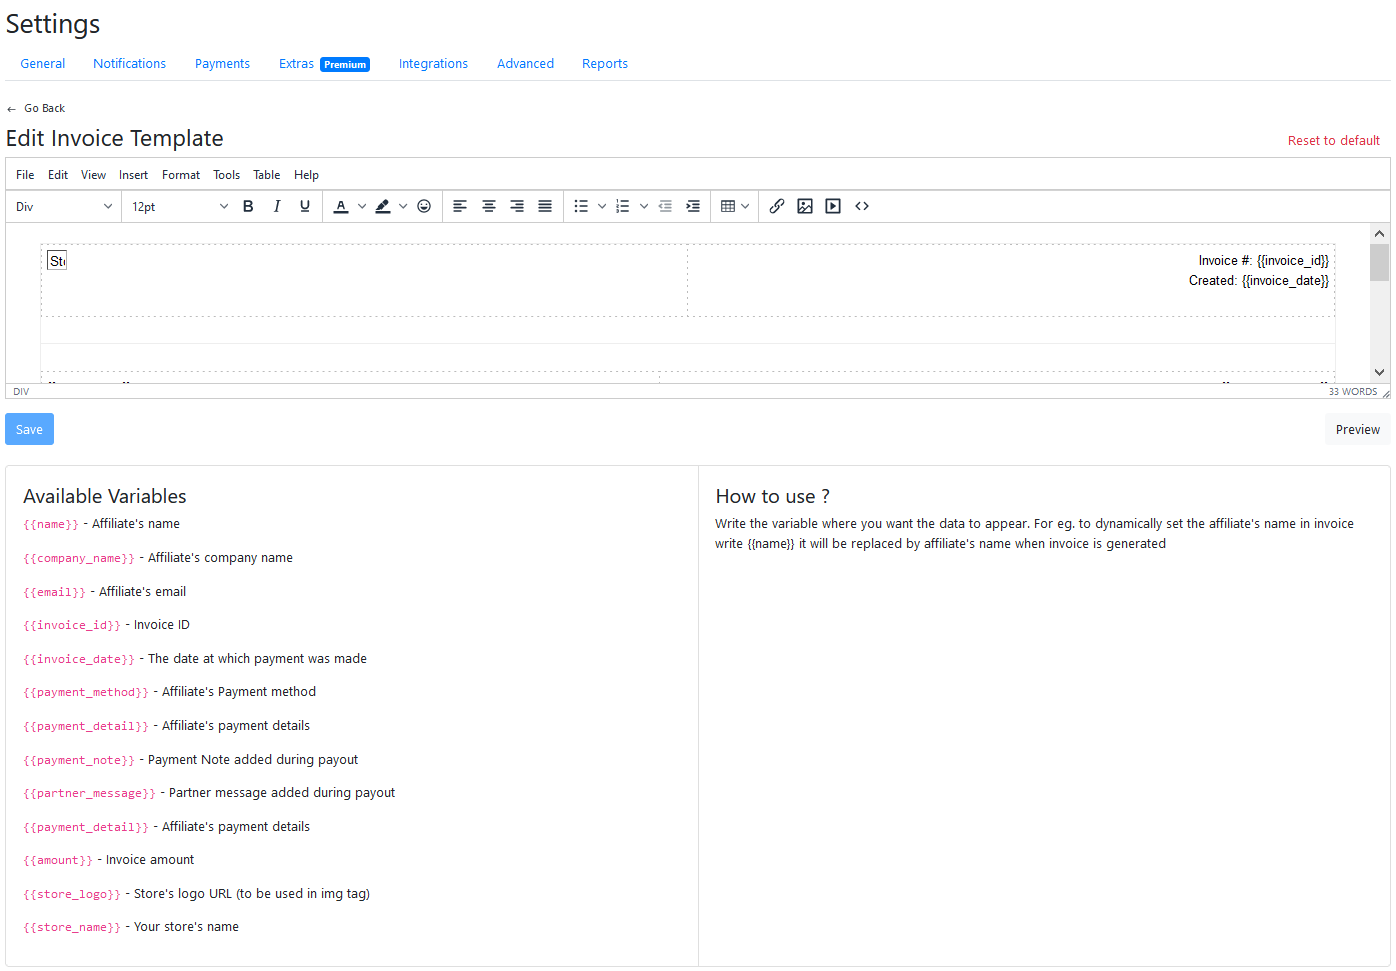 Settings
General Notifications Payments Extras Premium Integrations Advanced Reports
← Go Back
Edit Invoice Template
Reset to default
File Edit View Insert Format Tools Table Help
Div 12pt B I U A
Invoice #: {{invoice_id}}
Created: {{invoice_date}}
DIV
33 WORDS
Save
Preview
Available Variables
{{name}} - Affiliate's name
{{company_name}} - Affiliate's company name
{{email}} - Affiliate's email
{{invoice_id}} - Invoice ID
{{invoice_date}} - The date at which payment was made
{{payment_method}} - Affiliate's Payment method
{{payment_detail}} - Affiliate's payment details
{{payment_note}} - Payment Note added during payout
{{partner_message}} - Partner message added during payout
{{payment_detail}} - Affiliate's payment details
{{amount}} - Invoice amount
{{store_logo}} - Store's logo URL (to be used in img tag)
{{store_name}} - Your store's name
How to use ?
Write the variable where you want the data to appear. For eg. to dynamically set the affiliate's name in invoice
write {{name}} it will be replaced by affiliate's name when invoice is generated